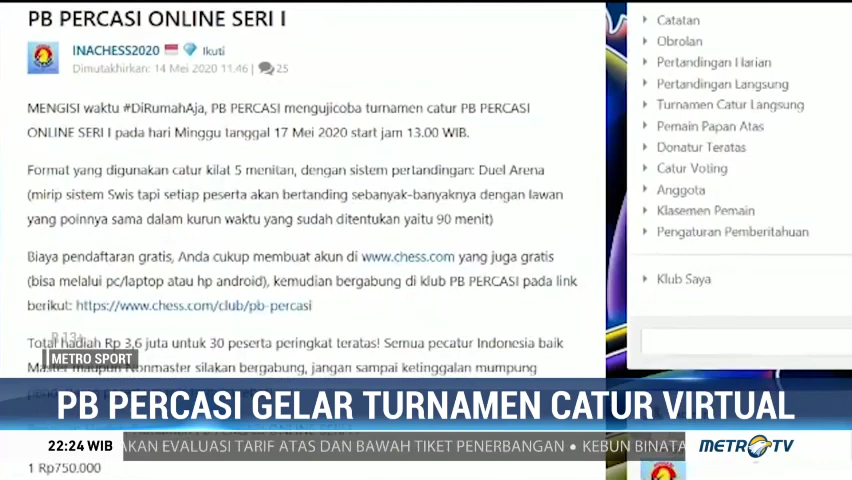 PB PERCASI ONLINE SERI I
INACHESS2020 Ikuti
Dimutakhirkan: 14 Mei 2020 11.46 | 25
MENGISI waktu #DiRumahAja, PB PERCASI mengujicoba turnamen catur PB PERCASI
ONLINE SERI I pada hari Minggu tanggal 17 Mei 2020 start jam 13.00 WIB.
Format yang digunakan catur kilat 5 menitan, dengan sistem pertandingan: Duel Arena
(mirip sistem Swis tapi setiap peserta akan bertanding sebanyak-banyaknya dengan lawan
yang poinnya sama dalam kurun waktu yang sudah ditentukan yaitu 90 menit)
Biaya pendaftaran gratis, Anda cukup membuat akun di www.chess.com yang juga gratis
(bisa melalui pc/laptop atau hp android), kemudian bergabung di klub PB PERCASI pada link
berikut: https://www.chess.com/club/pb-percasi
Total hadiah Rp 3,6 juta untuk 30 peserta peringkat teratas! Semua pecatur Indonesia baik
Master maupun Nonmaster silakan bergabung, jangan sampai ketinggalan mumpung
1 Rp750.000
Catatan
Obrolan
Pertandingan Harian
Pertandingan Langsung
Turnamen Catur Langsung
Pemain Papan Atas
Donatur Teratas
Catur Voting
Anggota
Klasemen Pemain
Pengaturan Pemberitahuan
Klub Saya
R 13+
METRO SPORT
PB PERCASI GELAR TURNAMEN CATUR VIRTUAL
22:24 WIB AKAN EVALUASI TARIF ATAS DAN BAWAH TIKET PENERBANGAN • KEBUN BINATA METRO TV